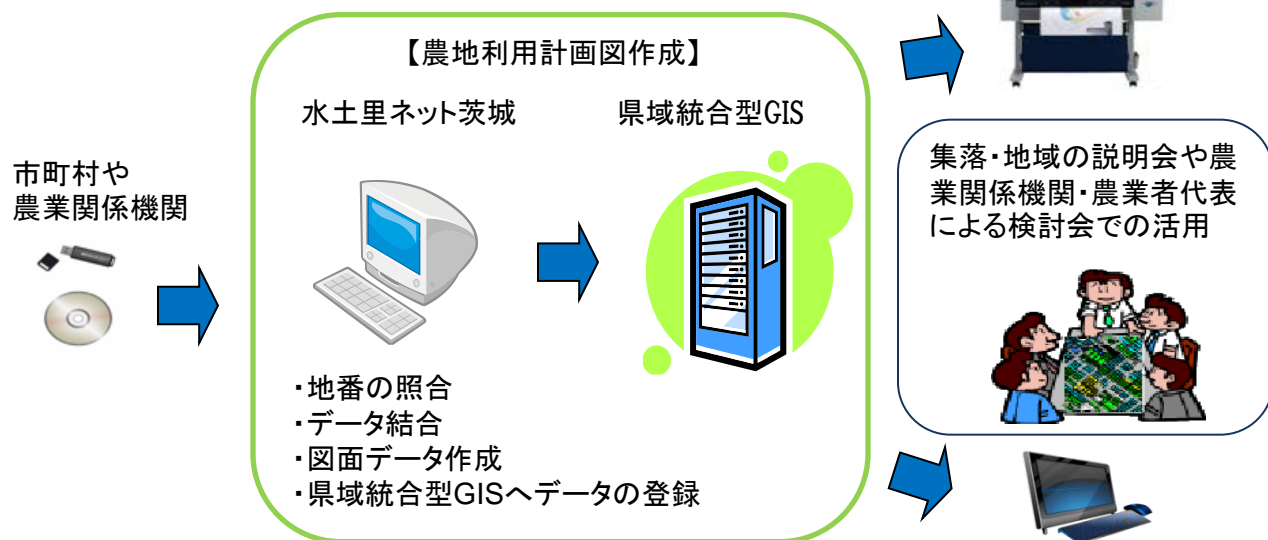 【農地利用計画図作成】
水土里ネット茨城
県域統合型GIS
市町村や
農業関係機関
・地番の照合
・データ結合
・図面データ作成
・県域統合型GISへデータの登録
集落・地域の説明会や農
業関係機関・農業者代表
による検討会での活用